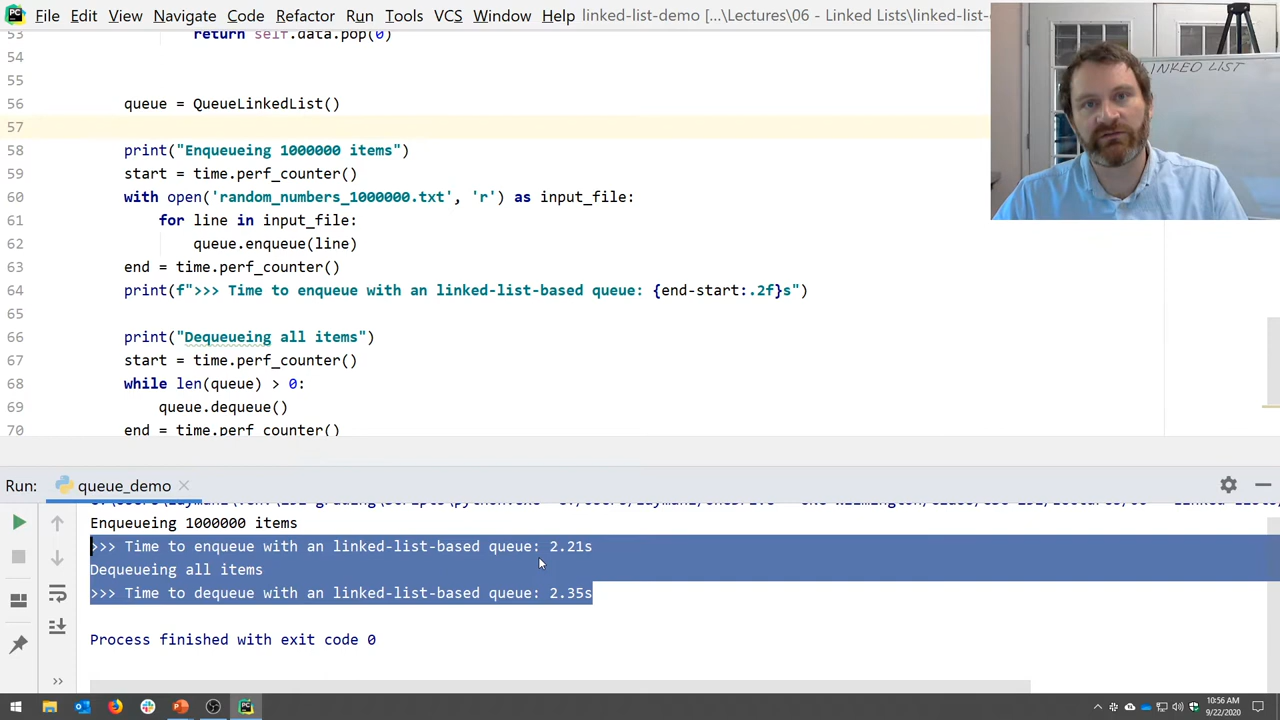 File Edit View Navigate Code Refactor Run Tools VCS Window Help linked-list-demo [... Lectures\06 - Linked Lists\linked-list-
LINKED LIST
53 return self.data.pop(0)
54
55
56 queue = QueueLinkedList()
57
58 print("Enqueueing 1000000 items")
59 start = time.perf_counter()
60 with open('random_numbers_1000000.txt', 'r') as input_file:
61 for line in input_file:
62 queue.enqueue(line)
63 end = time.perf_counter()
64 print(f">>> Time to enqueue with an linked-list-based queue: {end-start:.2f}s")
65
66 print("Dequeueing all items")
67 start = time.perf_counter()
68 while len(queue) > 0:
69 queue.dequeue()
70 end = time.perf_counter()
Run: queue_demo
Enqueueing 1000000 items
>>> Time to enqueue with an linked-list-based queue: 2.21s
Dequeueing all items
>>> Time to dequeue with an linked-list-based queue: 2.35s
Process finished with exit code 0
10:56 AM
9/22/2020